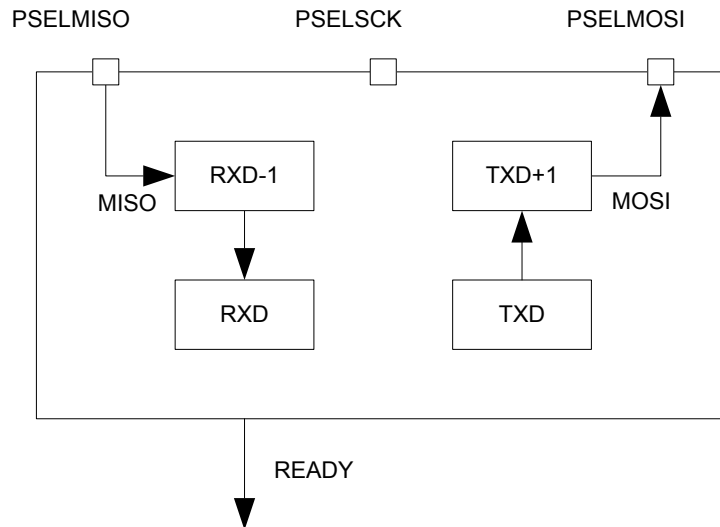 PSELMISO PSELSCK PSELMOSI
RXD-1 TXD+1
MISO MOSI
RXD TXD
READY